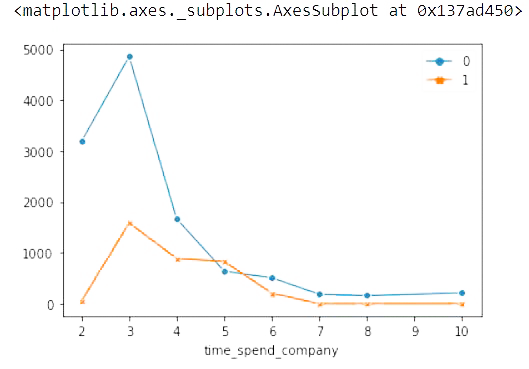 <matplotlib.axes._subplots.AxesSubplot at 0x137ad450>
5000
4000
3000
2000
1000
0
0
1
2 3 4 5 6 7 8 9 10
time_spend_company